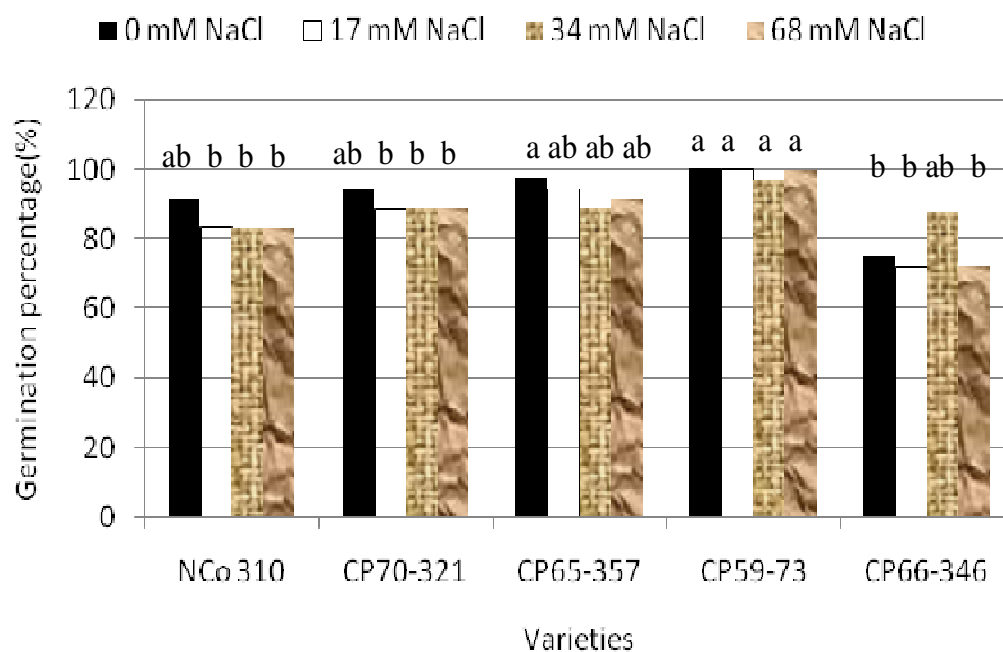 0 mM NaCl 17 mM NaCl 34 mM NaCl 68 mM NaCl
Germination percentage(%)
120
100
80
60
40
20
0
ab b b b ab b b b a ab ab ab a a a a b b ab b
NCo 310 CP70-321 CP65-357 CP59-73 CP66-346
Varieties